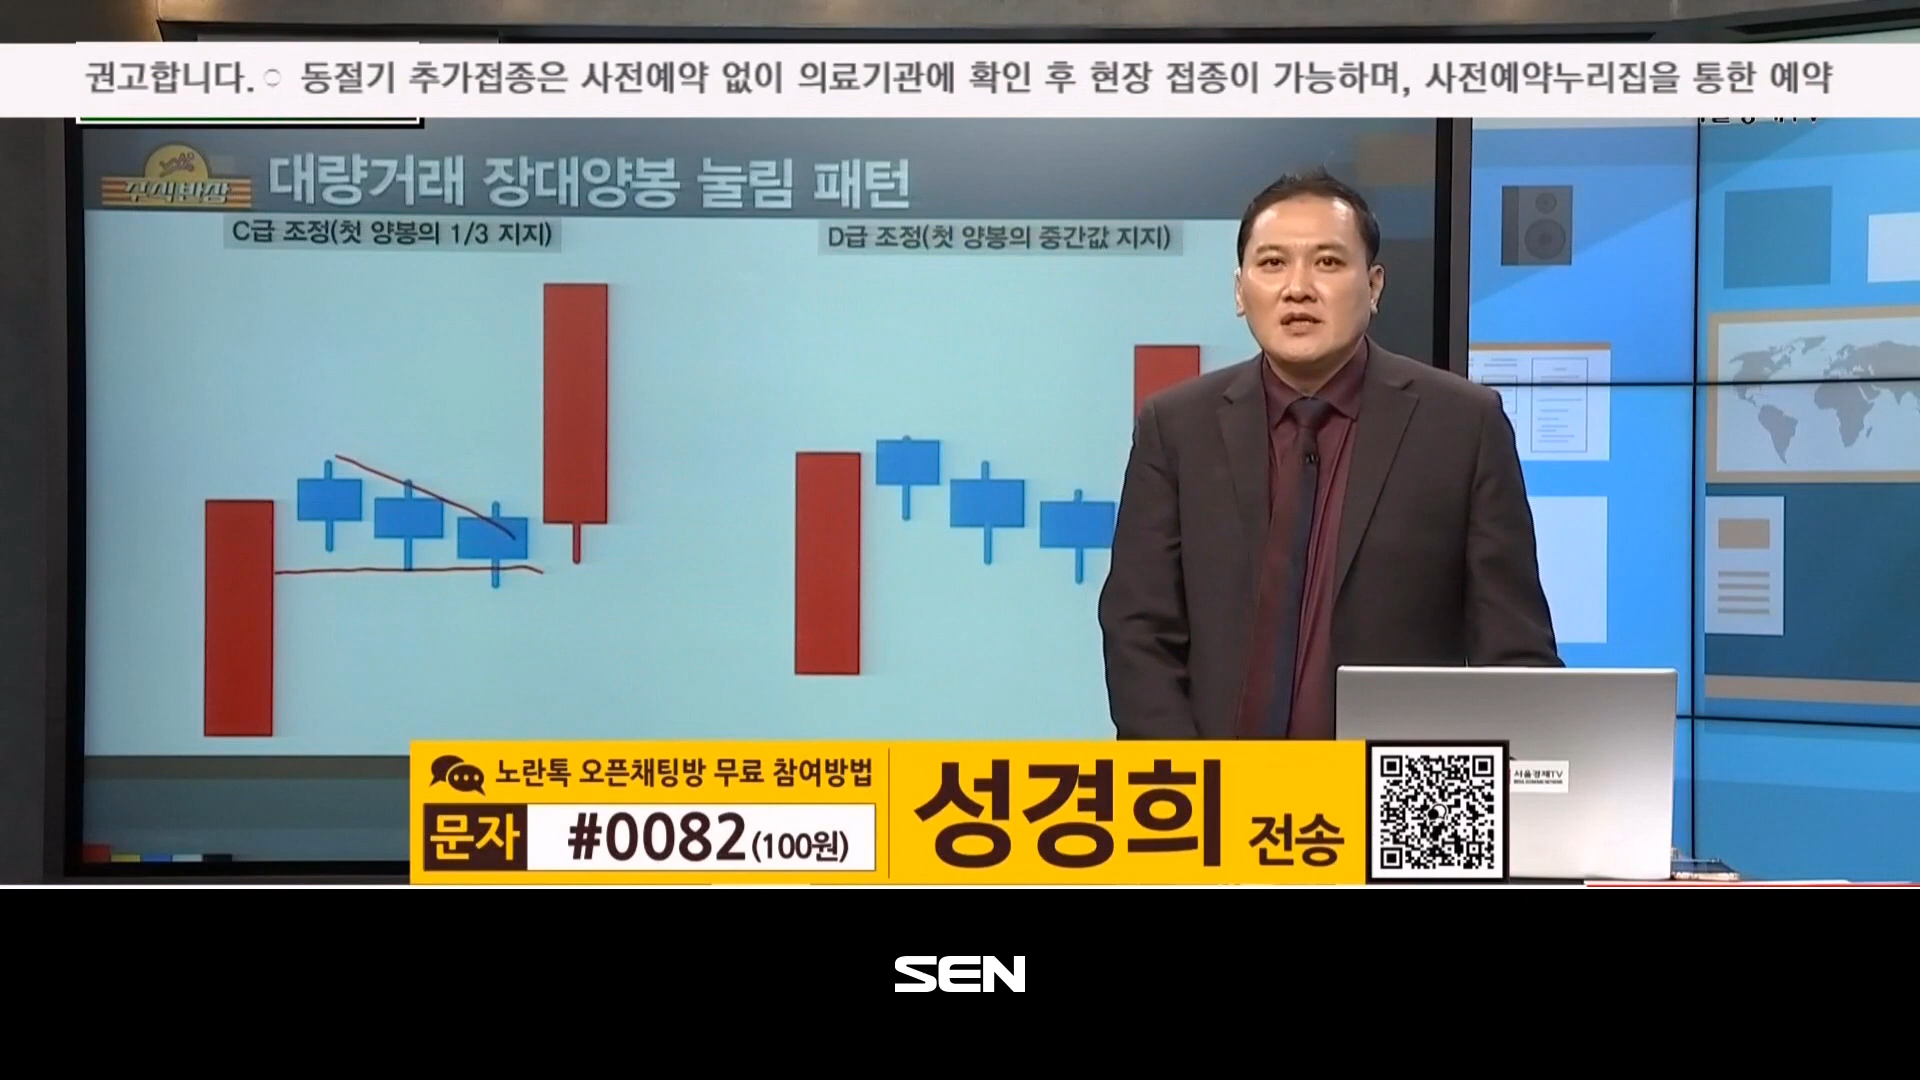 권고합니다. ㅇ 동절기 추가접종은 사전예약 없이 의료기관에 확인 후 현장 접종이 가능하며, 사전예약누리집을 통한 예약
주식반장
대량거래 장대양봉 눌림 패턴
C급 조정(첫 양봉의 1/3 지지)
D급 조정(첫 양봉의 중간값 지지)
노란톡 오픈채팅방 무료 참여방법
문자 #0082(100원)
성경희 전송
서울경제TV
SEN